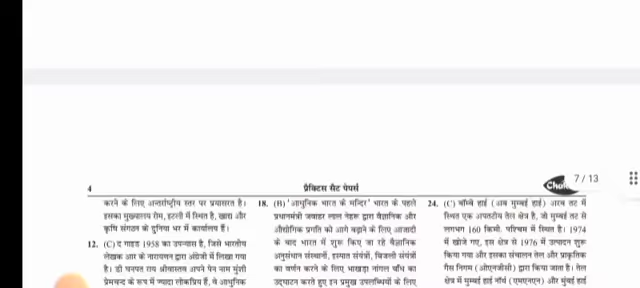 7 / 13
4
प्रैक्टिस सैट पेपर्स
करने के लिए अन्तर्राष्ट्रीय स्तर पर प्रयासरत है।
इसका मुख्यालय रोम, इटली में स्थित है, खाद्य और
कृषि संगठन के दुनिया भर में कार्यालय हैं।
12. (C) द गाइड 1958 का उपन्यास है, जिसे भारतीय
लेखक आर के नारायणन द्वारा अंग्रेजी में लिखा गया
है। डॉ धनपत राय श्रीवास्तव अपने पेन नाम मुंशी
प्रेमचन्द के रूप में ज्यादा लोकप्रिय हैं, वे आधुनिक
18. (B) 'आधुनिक भारत के मन्दिर' भारत के पहले
प्रधानमंत्री जवाहर लाल नेहरू द्वारा वैज्ञानिक और
औद्योगिक प्रगति को आगे बढ़ाने के लिए आजादी
के बाद भारत में शुरू किए जा रहे वैज्ञानिक
अनुसंधान संस्थानों, इस्पात संयंत्रों, बिजली संयंत्रों
का वर्णन करने के लिए भाखड़ा नांगल बाँध का
उद्घाटन करते हुए इन प्रमुख उपलब्धियों के लिए
24. (C) बॉम्बे हाई (अब मुम्बई हाई) अरब तट में
स्थित एक अपतटीय तेल क्षेत्र है, जो मुम्बई तट से
लगभग 160 किमी. पश्चिम में स्थित है। 1974
में खोजे गए, इस क्षेत्र से 1976 में उत्पादन शुरू
किया गया और इसका संचालन तेल और प्राकृतिक
गैस निगम (ओएनजीसी) द्वारा किया जाता है। तेल
क्षेत्र में मुम्बई हाई नॉर्थ (एमएनएन) और मुंबई हाई